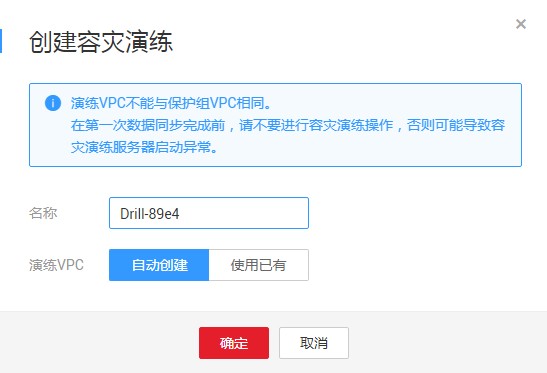 创建容灾演练
演练VPC不能与保护组VPC相同。
在第一次数据同步完成前，请不要进行容灾演练操作，否则可能导致容
灾演练服务器启动异常。
名称 Drill-89e4
演练VPC 自动创建 使用已有
确定 取消